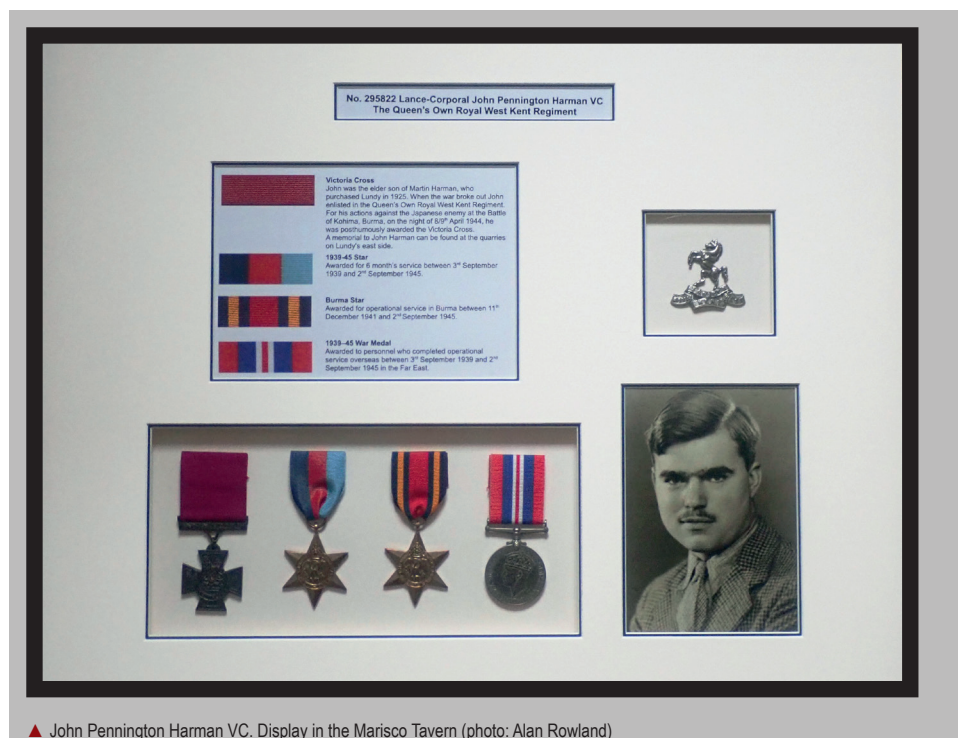 No. 295822 Lance-Corporal John Pennington Harman VC
The Queen's Own Royal West Kent Regiment
Victoria Cross
John was the elder son of Martin Harman, who
purchased Lundy in 1925. When the war broke out John
enlisted in the Queen's Own Royal West Kent Regiment.
For his actions against the Japanese enemy at the Battle
of Kohima, Burma, on the night of 8/9th April 1944, he
was posthumously awarded the Victoria Cross.
A memorial to John Harman can be found at the quarries
on Lundy's east side.
1939-45 Star
Awarded for 6 month's service between 3rd September
1939 and 2nd September 1945.
Burma Star
Awarded for operational service in Burma between 11th
December 1941 and 2nd September 1945.
1939–45 War Medal
Awarded to personnel who completed operational
service overseas between 3rd September 1939 and 2nd
September 1945 in the Far East.
▲ John Pennington Harman VC. Display in the Marisco Tavern (photo: Alan Rowland)